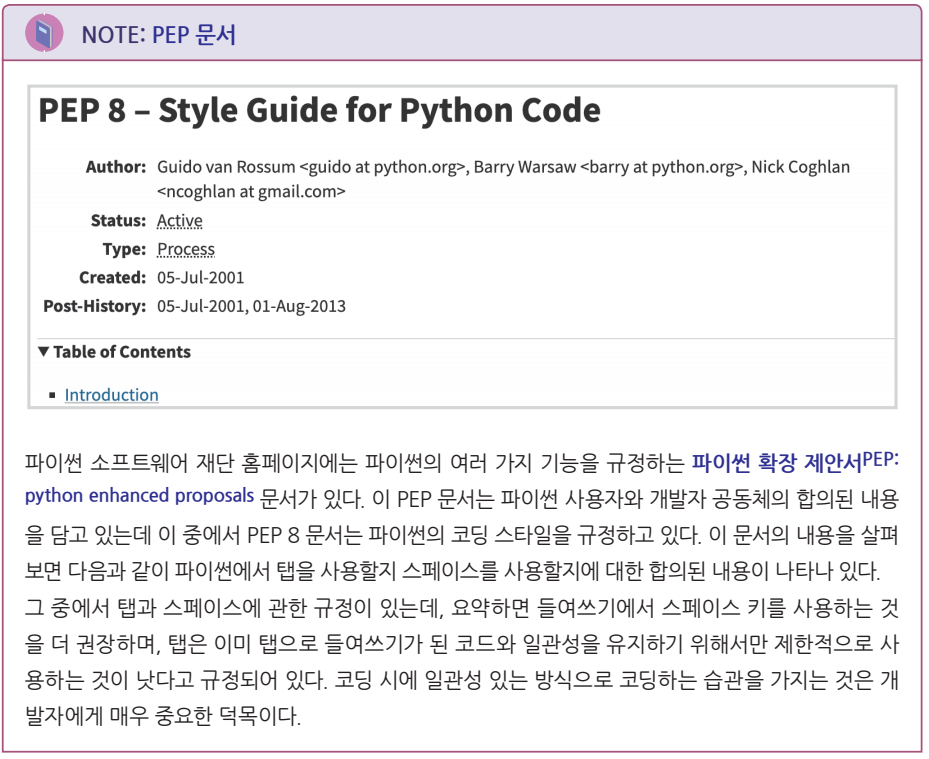 NOTE: PEP 문서
PEP 8 – Style Guide for Python Code
Author: Guido van Rossum <guido at python.org>, Barry Warsaw <barry at python.org>, Nick Coghlan
<ncoghlan at gmail.com>
Status: Active
Type: Process
Created: 05-Jul-2001
Post-History: 05-Jul-2001, 01-Aug-2013
▼ Table of Contents
▪ Introduction
파이썬 소프트웨어 재단 홈페이지에는 파이썬의 여러 가지 기능을 규정하는 파이썬 확장 제안서PEP:
python enhanced proposals 문서가 있다. 이 PEP 문서는 파이썬 사용자와 개발자 공동체의 합의된 내용
을 담고 있는데 이 중에서 PEP 8 문서는 파이썬의 코딩 스타일을 규정하고 있다. 이 문서의 내용을 살펴
보면 다음과 같이 파이썬에서 탭을 사용할지 스페이스를 사용할지에 대한 합의된 내용이 나타나 있다.
그 중에서 탭과 스페이스에 관한 규정이 있는데, 요약하면 들여쓰기에서 스페이스 키를 사용하는 것
을 더 권장하며, 탭은 이미 탭으로 들여쓰기가 된 코드와 일관성을 유지하기 위해서만 제한적으로 사
용하는 것이 낫다고 규정되어 있다. 코딩 시에 일관성 있는 방식으로 코딩하는 습관을 가지는 것은 개
발자에게 매우 중요한 덕목이다.